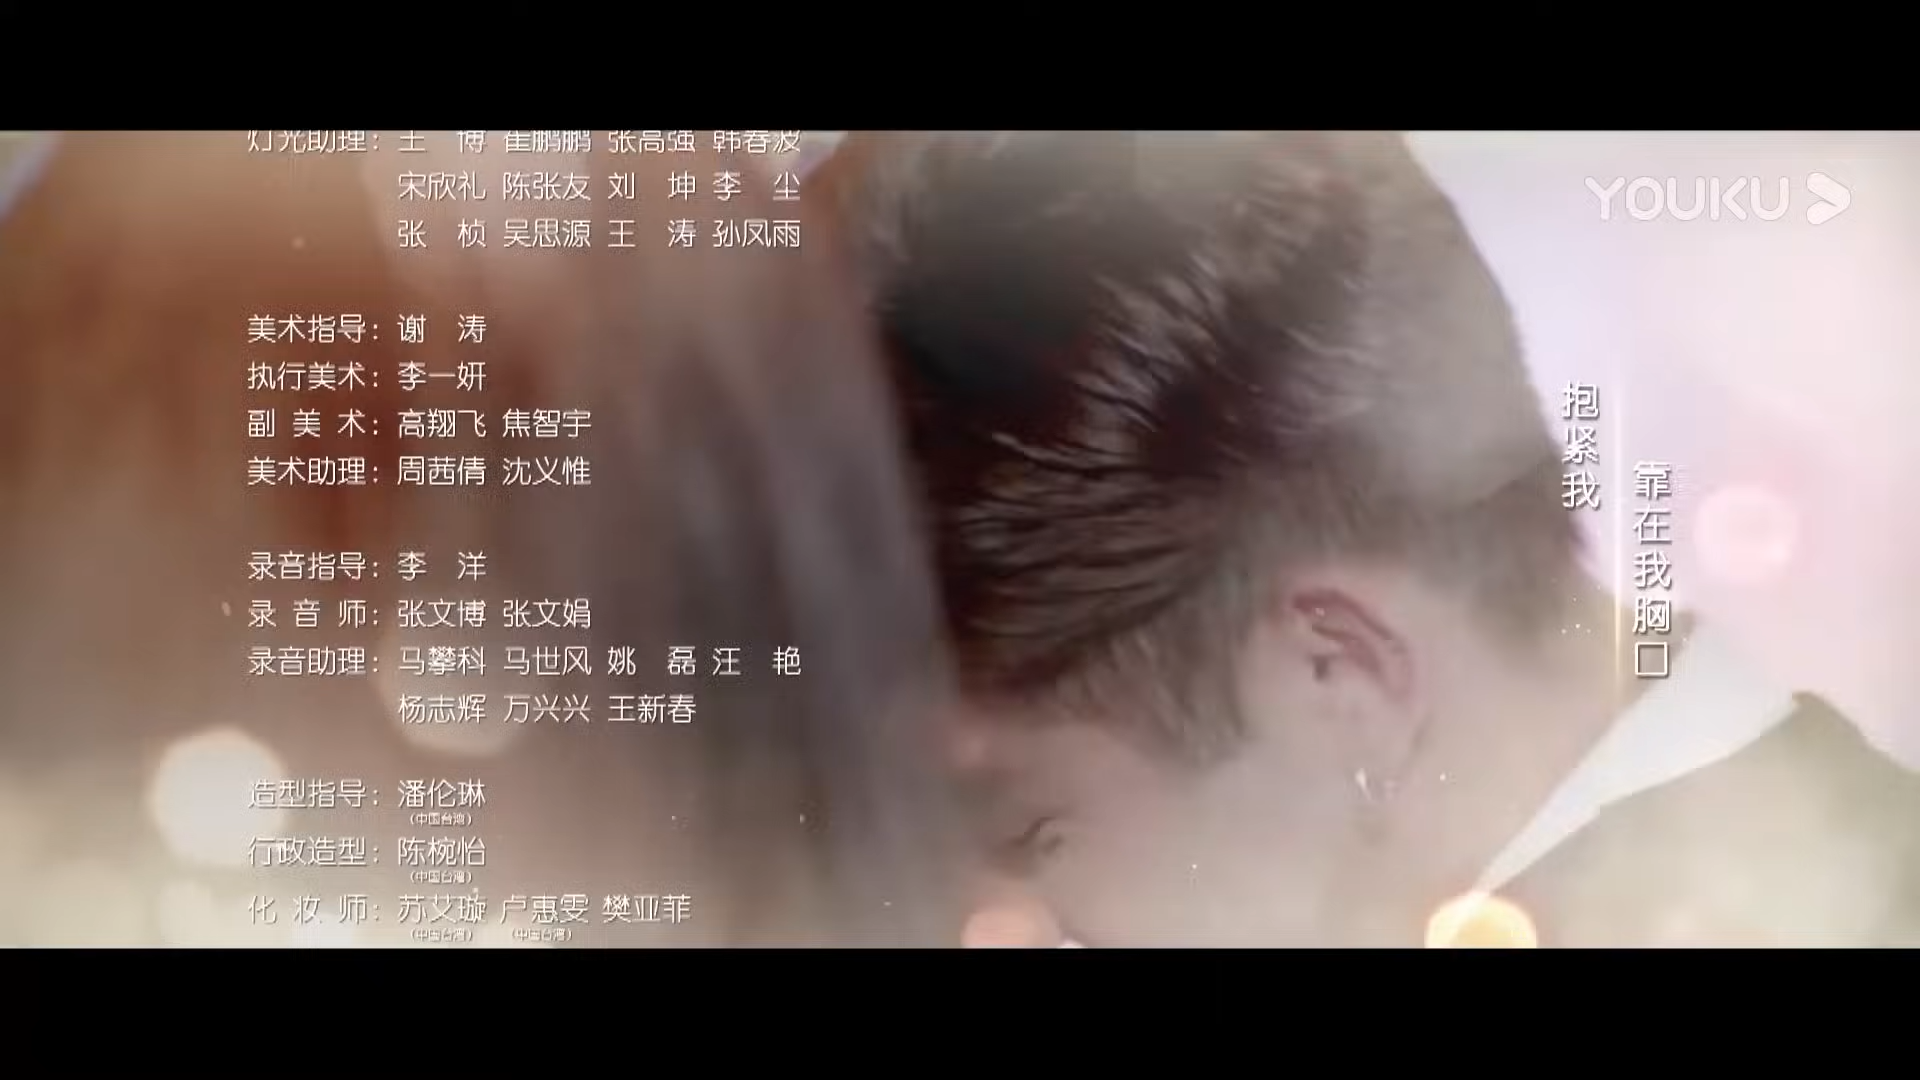 灯光助理：王　博 崔鹏鹏 张高强 韩春波
宋欣礼 陈张友 刘　坤 李　尘
张　桢 吴思源 王　涛 孙凤雨
美术指导：谢　涛
执行美术：李一妍
副 美 术：高翔飞 焦智宇
美术助理：周茜倩 沈义惟
录音指导：李　洋
录 音 师：张文博 张文娟
录音助理：马攀科 马世风 姚　磊 汪　艳
杨志辉 万兴兴 王新春
造型指导：潘伦琳
（中国台湾）
行政造型：陈椀怡
（中国台湾）
化 妆 师：苏艾璇 卢惠雯 樊亚菲
（中国台湾） （中国台湾）
YOUKU
抱紧我
靠在我胸口